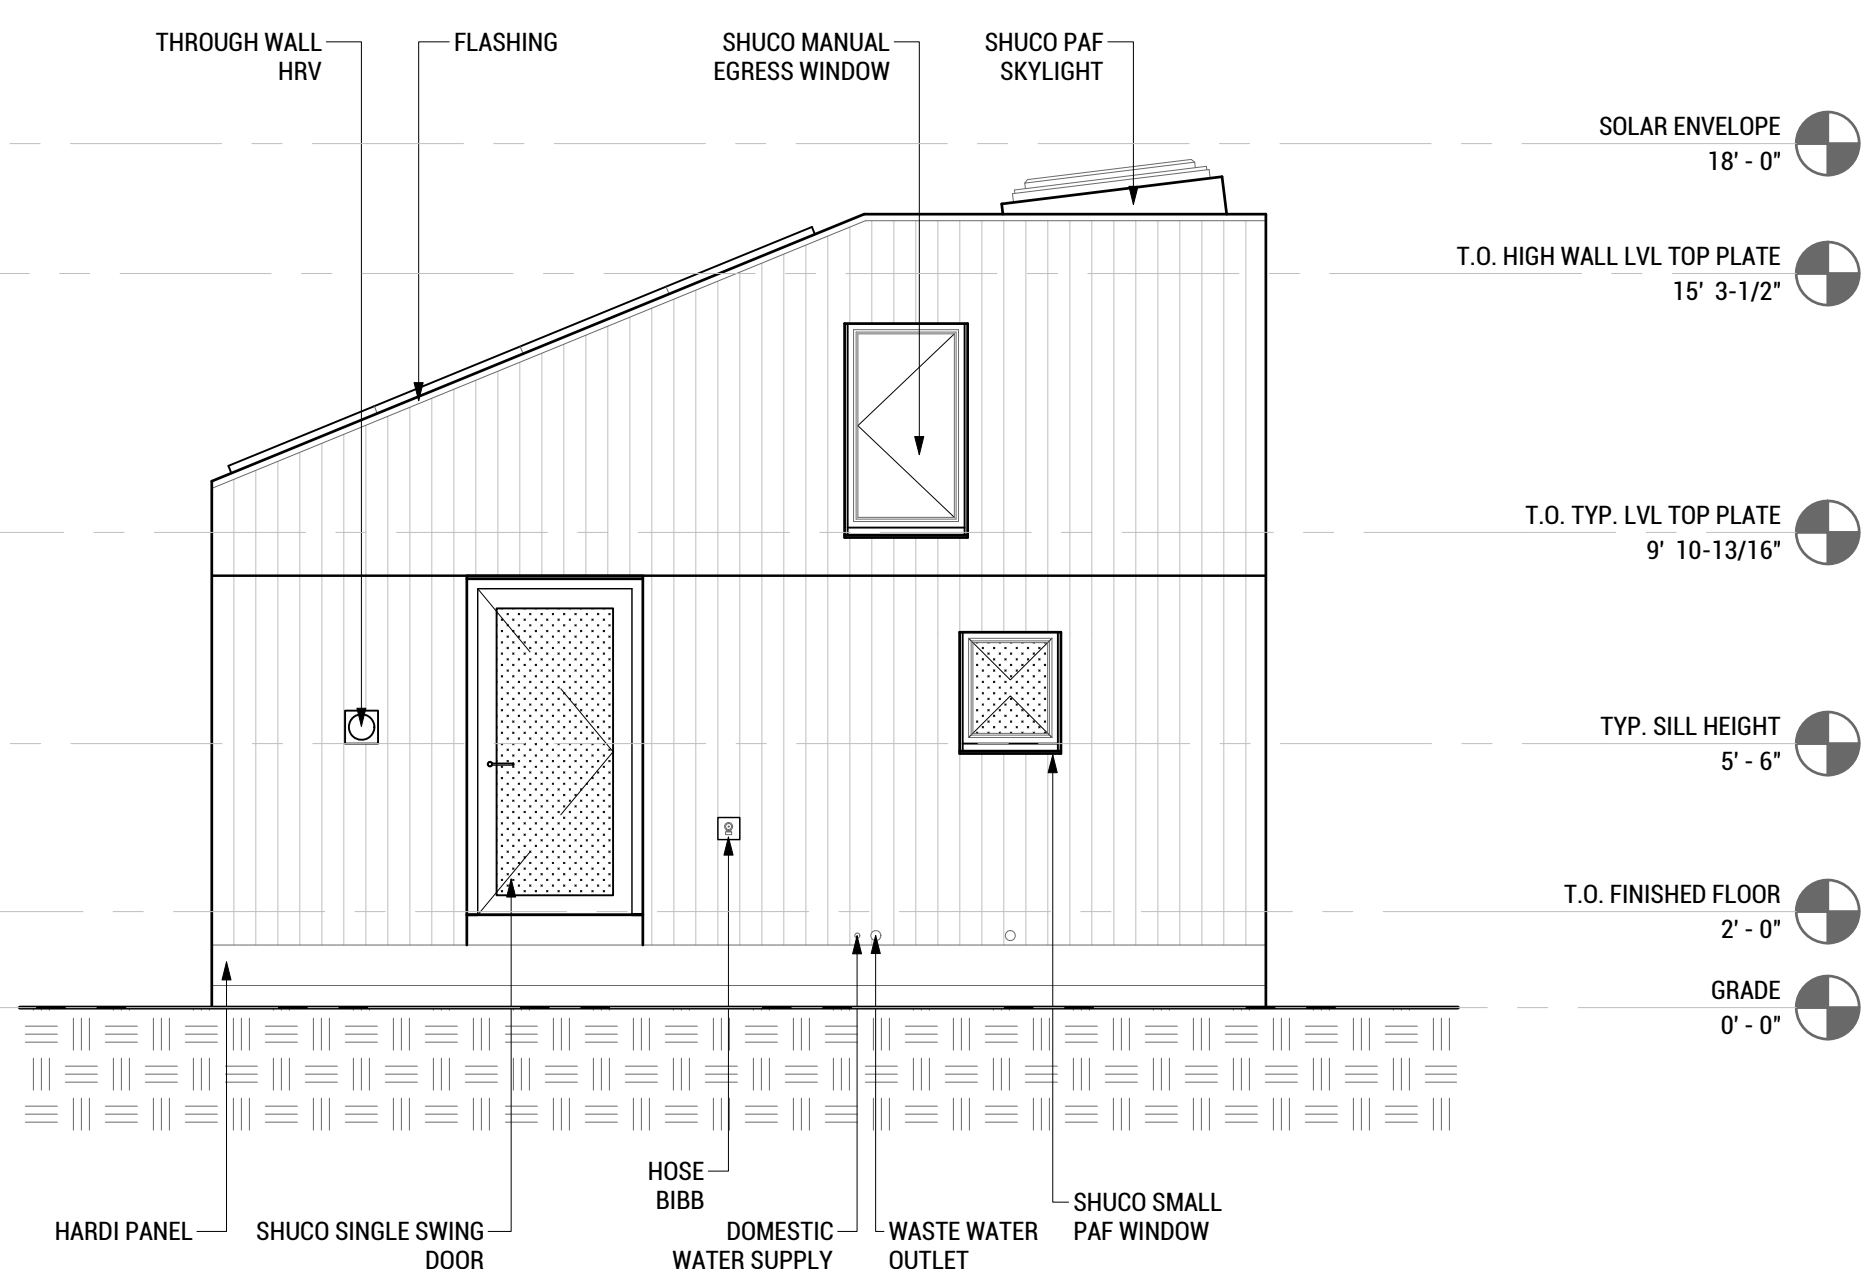 THROUGH WALL
HRV
FLASHING
SHUCO MANUAL
EGRESS WINDOW
SHUCO PAF
SKYLIGHT
SOLAR ENVELOPE
18' - 0"
T.O. HIGH WALL LVL TOP PLATE
15' 3-1/2"
T.O. TYP. LVL TOP PLATE
9' 10-13/16"
TYP. SILL HEIGHT
5' - 6"
T.O. FINISHED FLOOR
2' - 0"
GRADE
0' - 0"
HARDI PANEL
SHUCO SINGLE SWING
DOOR
HOSE
BIBB
DOMESTIC
WATER SUPPLY
WASTE WATER
OUTLET
SHUCO SMALL
PAF WINDOW